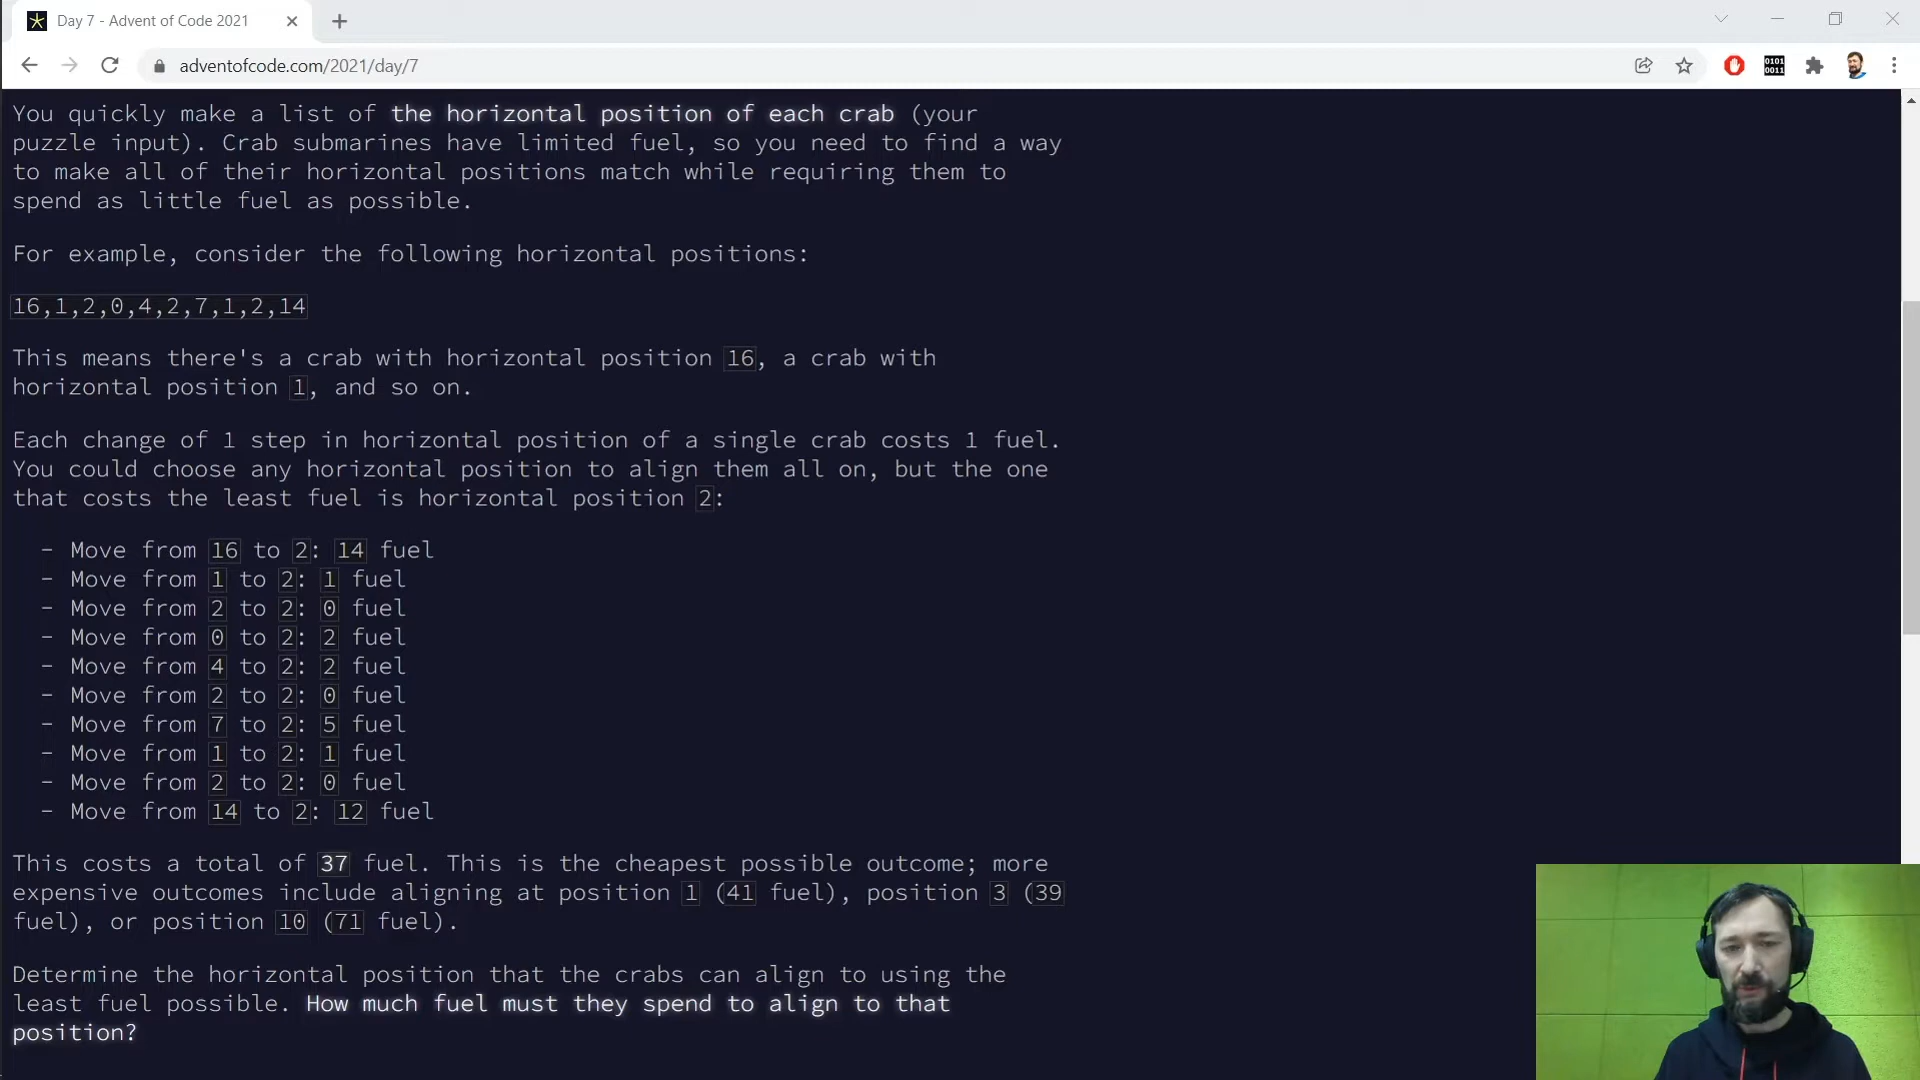 Day 7 - Advent of Code 2021
adventofcode.com/2021/day/7
0101
0011
You quickly make a list of the horizontal position of each crab (your
puzzle input). Crab submarines have limited fuel, so you need to find a way
to make all of their horizontal positions match while requiring them to
spend as little fuel as possible.
For example, consider the following horizontal positions:
16,1,2,0,4,2,7,1,2,14
This means there's a crab with horizontal position 16, a crab with
horizontal position 1, and so on.
Each change of 1 step in horizontal position of a single crab costs 1 fuel.
You could choose any horizontal position to align them all on, but the one
that costs the least fuel is horizontal position 2:
- Move from 16 to 2: 14 fuel
- Move from 1 to 2: 1 fuel
- Move from 2 to 2: 0 fuel
- Move from 0 to 2: 2 fuel
- Move from 4 to 2: 2 fuel
- Move from 2 to 2: 0 fuel
- Move from 7 to 2: 5 fuel
- Move from 1 to 2: 1 fuel
- Move from 2 to 2: 0 fuel
- Move from 14 to 2: 12 fuel
This costs a total of 37 fuel. This is the cheapest possible outcome; more
expensive outcomes include aligning at position 1 (41 fuel), position 3 (39
fuel), or position 10 (71 fuel).
Determine the horizontal position that the crabs can align to using the
least fuel possible. How much fuel must they spend to align to that
position?